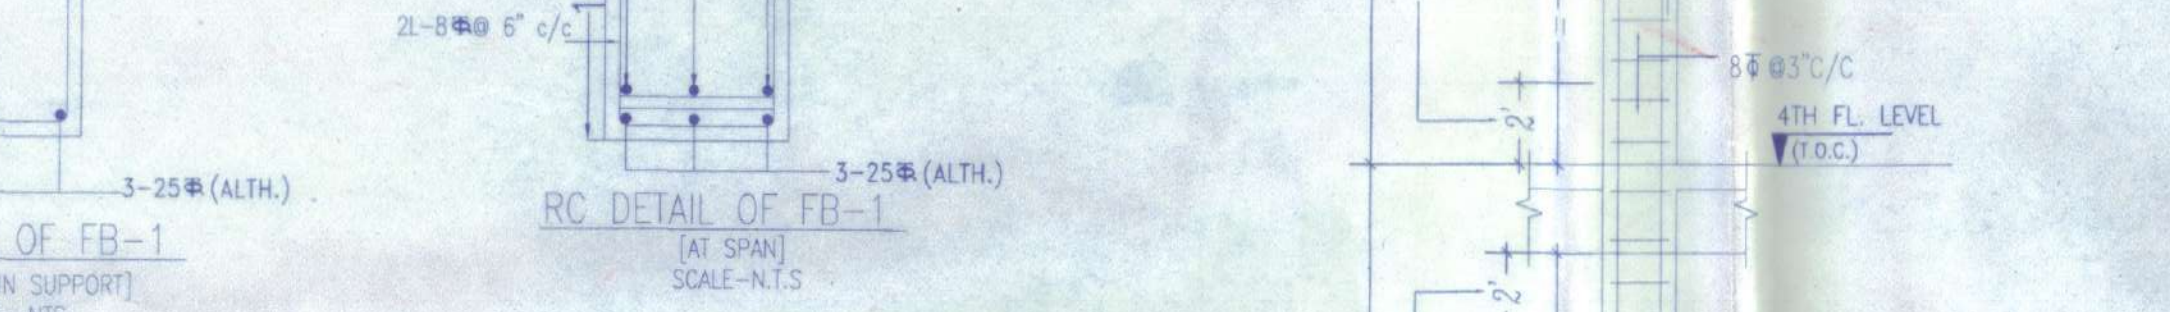 2L-8Φ@ 6" c/c
3-25Φ (ALTH.)
OF FB-1
N SUPPORT]
3-25Φ (ALTH.)
RC DETAIL OF FB-1
[AT SPAN]
SCALE-N.T.S
2'
2'
8Φ @3"C/C
4TH FL. LEVEL
(T.O.C.)